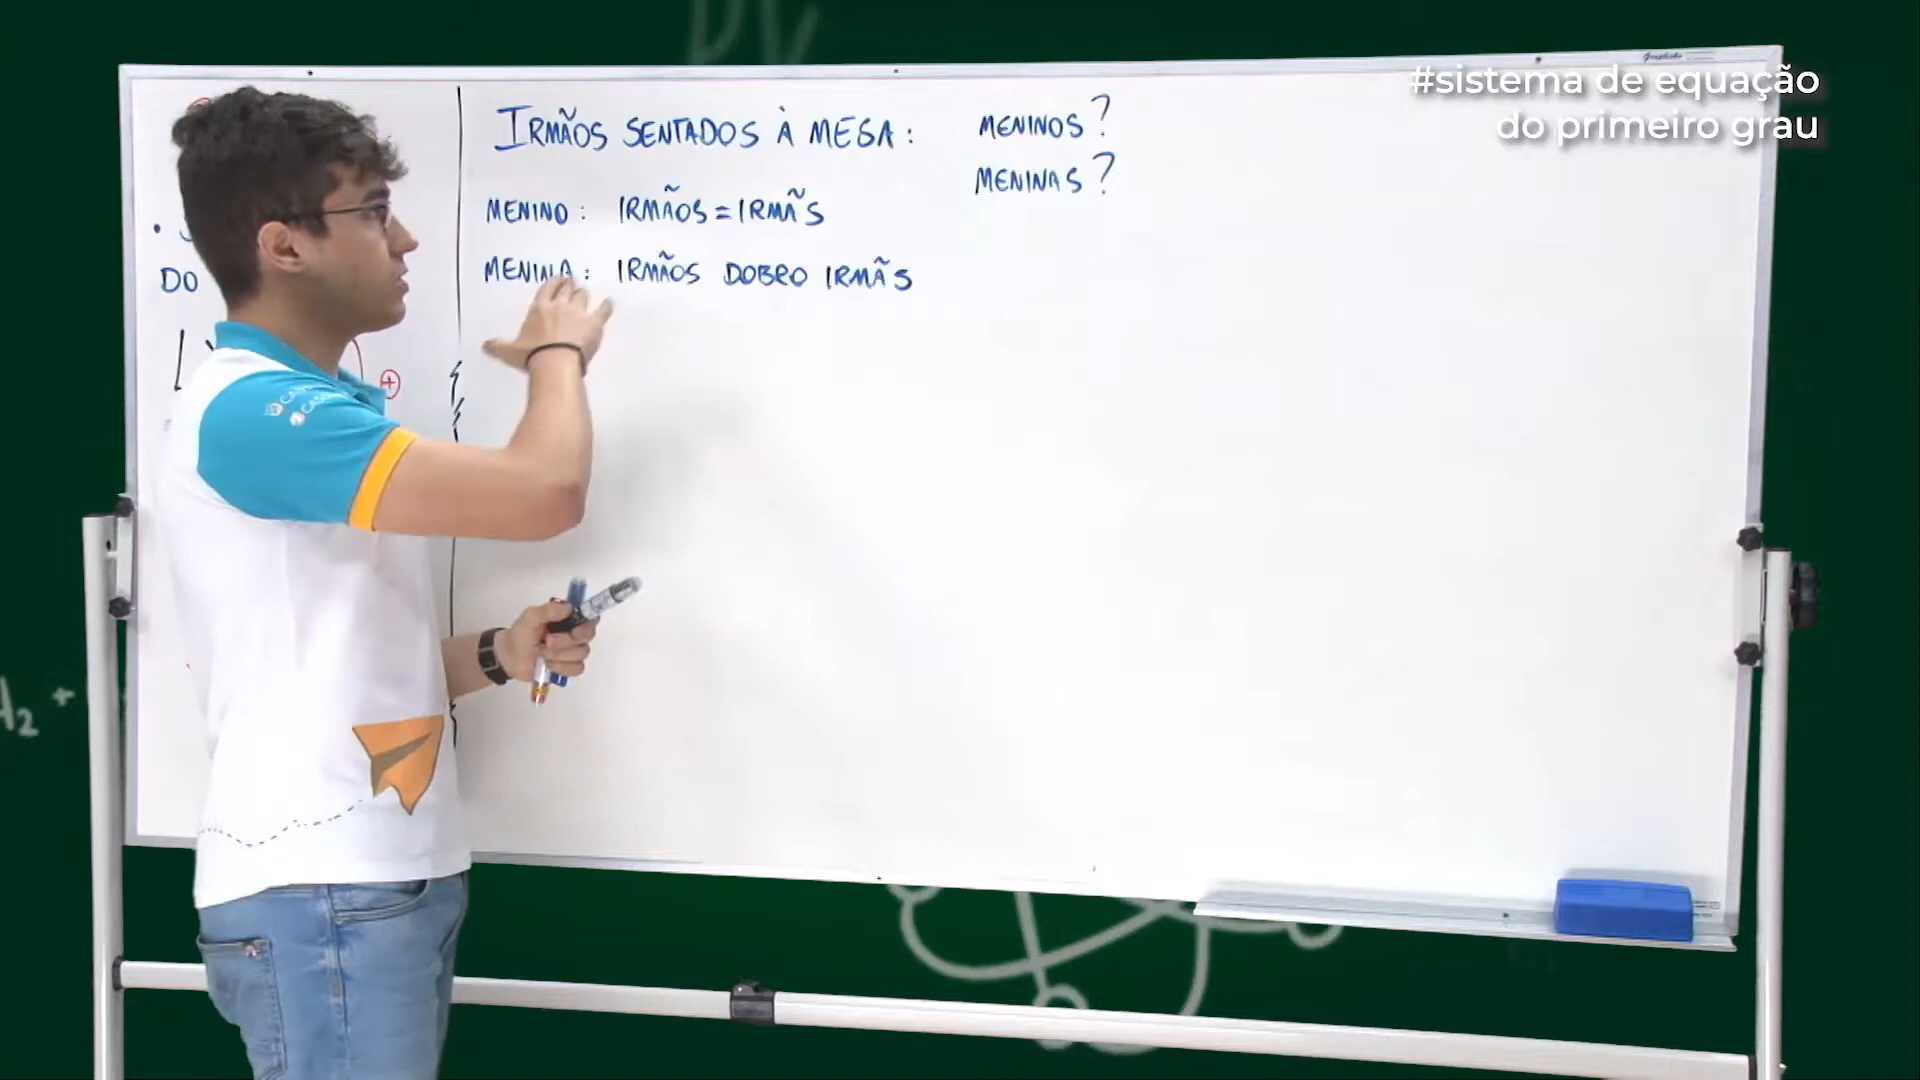 #sistema de equação
do primeiro grau
IRMÃOS SENTADOS À MESA: MENINOS?
MENINAS?
MENINO: IRMÃOS = IRMÃS
MENINA: IRMÃOS DOBRO IRMÃS
DO